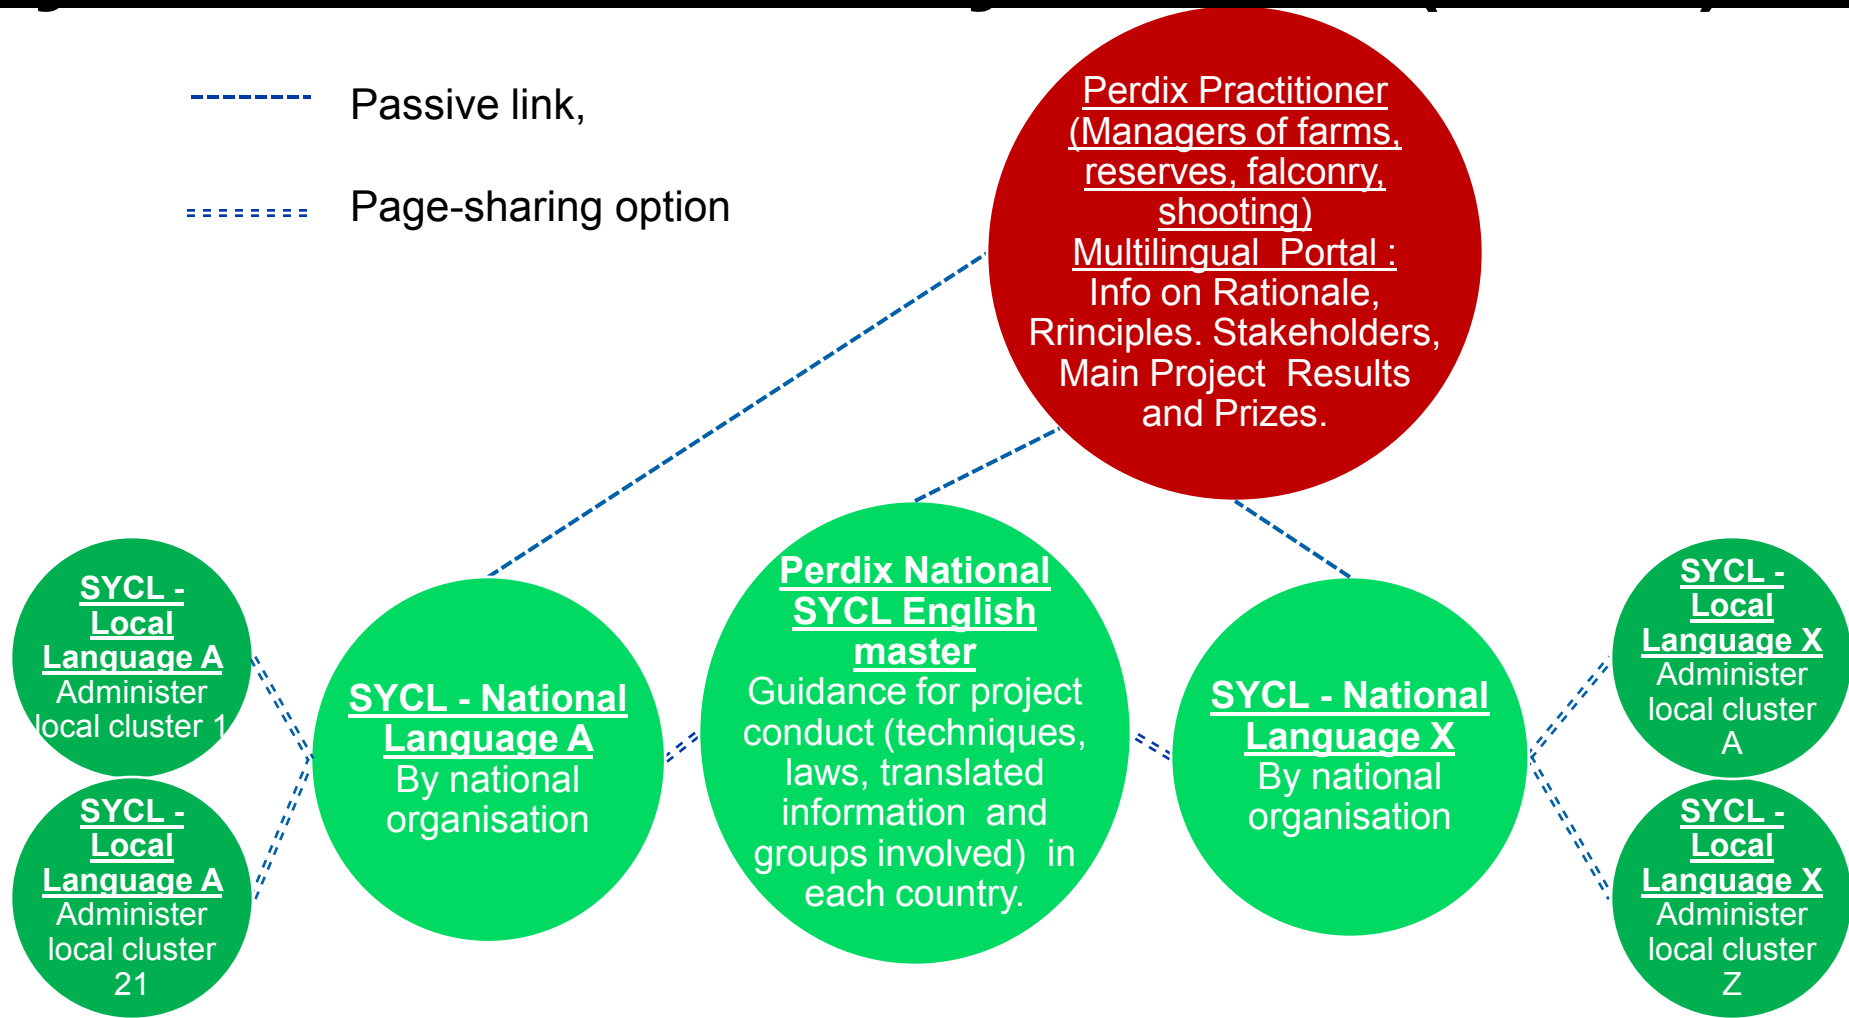 Passive link,
Page-sharing option
Perdix Practitioner
(Managers of farms,
reserves, falconry,
shooting)
Multilingual Portal :
Info on Rationale,
Rrinciples. Stakeholders,
Main Project Results
and Prizes.
SYCL -
Local
Language A
Administer
local cluster 1
SYCL -
Local
Language A
Administer
local cluster
21
SYCL - National
Language A
By national
organisation
Perdix National
SYCL English
master
Guidance for project
conduct (techniques,
laws, translated
information and
groups involved) in
each country.
SYCL - National
Language X
By national
organisation
SYCL -
Local
Language X
Administer
local cluster
A
SYCL -
Local
Language X
Administer
local cluster
Z